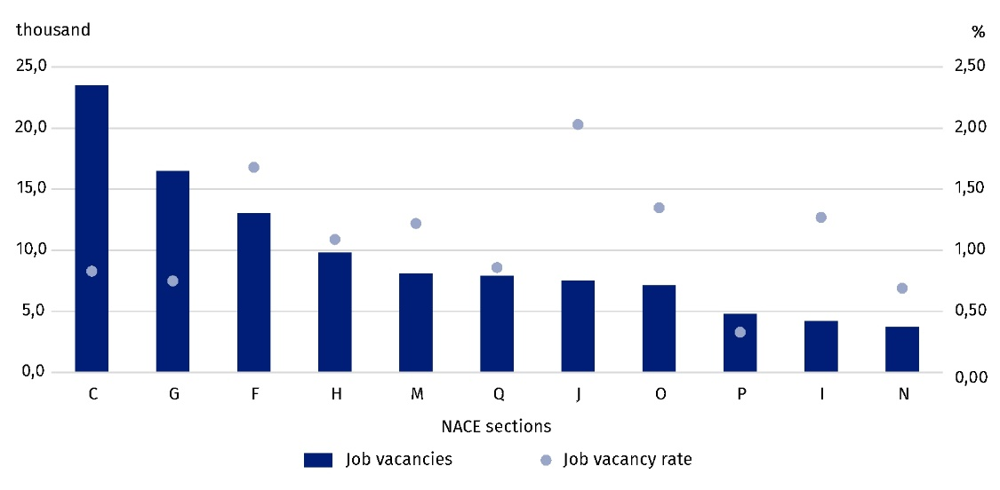 thousand %
25,0 2,50
20,0 2,00
15,0 1,50
10,0 1,00
5,0 0,50
0,0 0,00
C G F H M Q J O P I N
NACE sections
Job vacancies Job vacancy rate